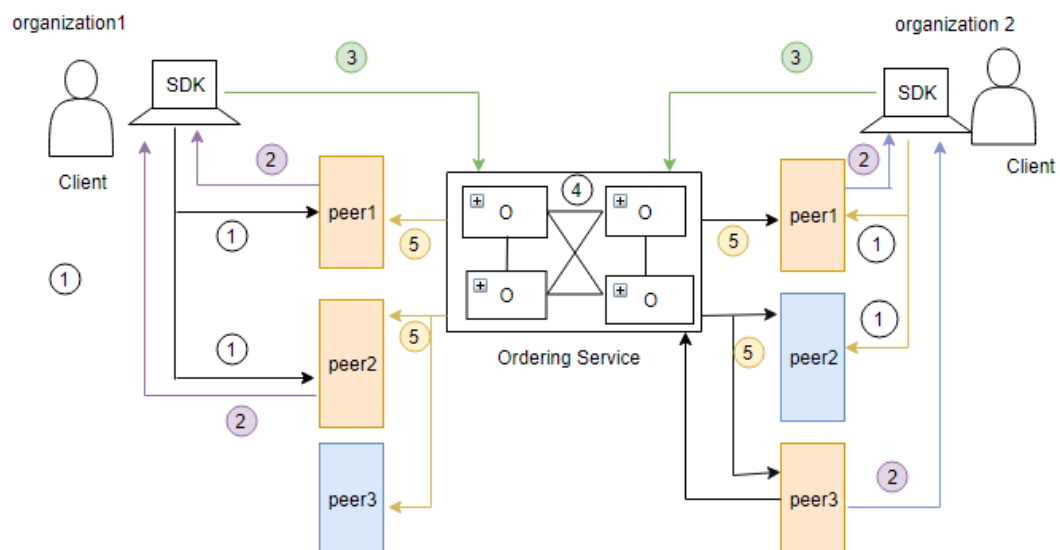 organization1
organization 2
3
3
SDK
SDK
2
2
Client
Client
4
peer1
O
O
peer1
1
5
5
1
1
O
O
1
5
5
1
peer2
peer2
Ordering Service
2
peer3
peer3
2